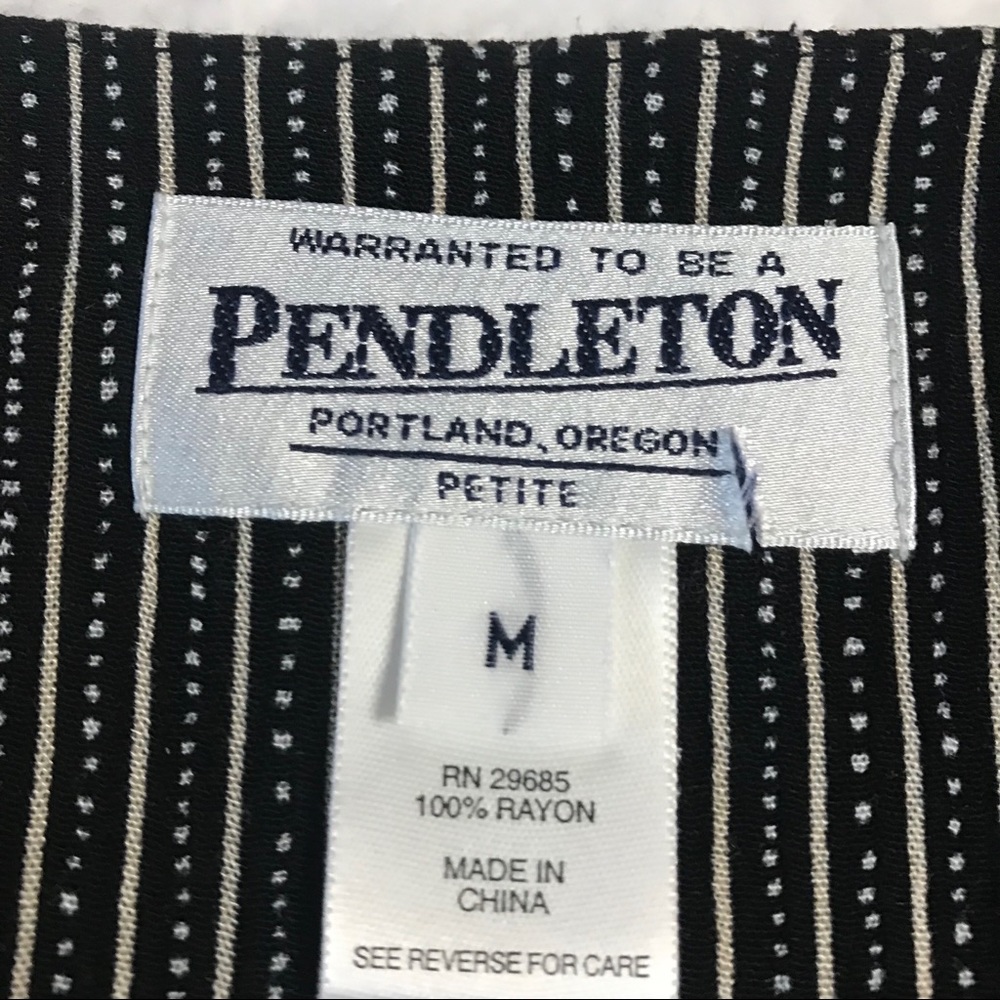 WARRANTED TO BE A
PENDLETON
PORTLAND, OREGON
PETITE
M
RN 29685
100% RAYON
MADE IN
CHINA
SEE REVERSE FOR CARE